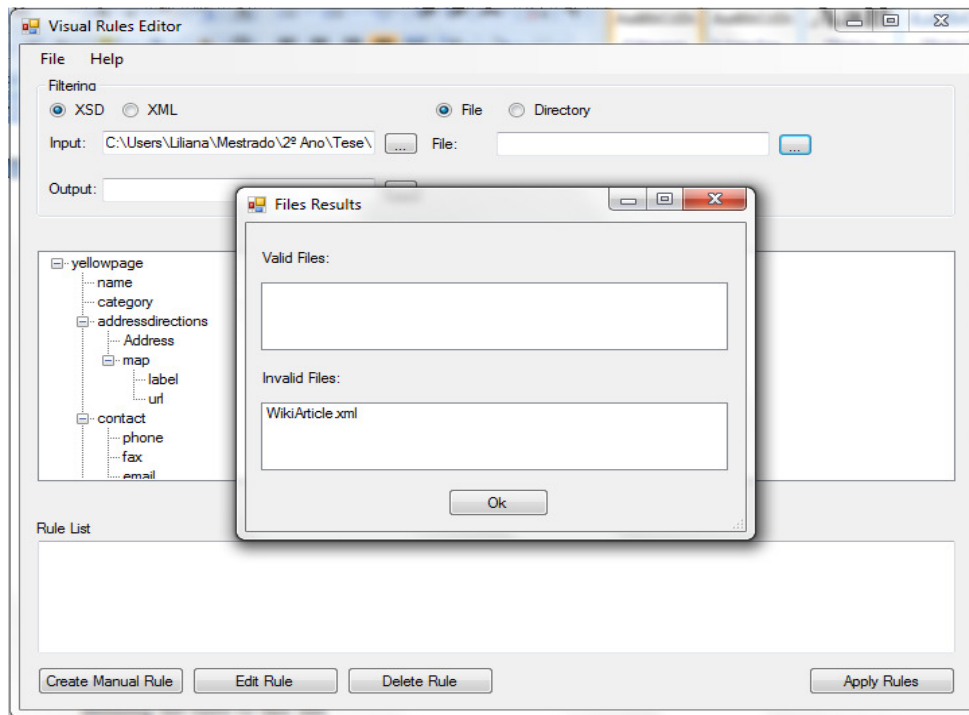 Visual Rules Editor
File Help
Filtering
XSD XML File Directory
Input: C:\Users\Liliana\Mestrado\2º Ano\Tese\ ... File: ...
Output:
Files Results
Valid Files:
Invalid Files:
WikiArticle.xml
Ok
yellowpage
name
category
addressdirections
Address
map
label
url
contact
phone
fax
email
Rule List
Create Manual Rule Edit Rule Delete Rule Apply Rules